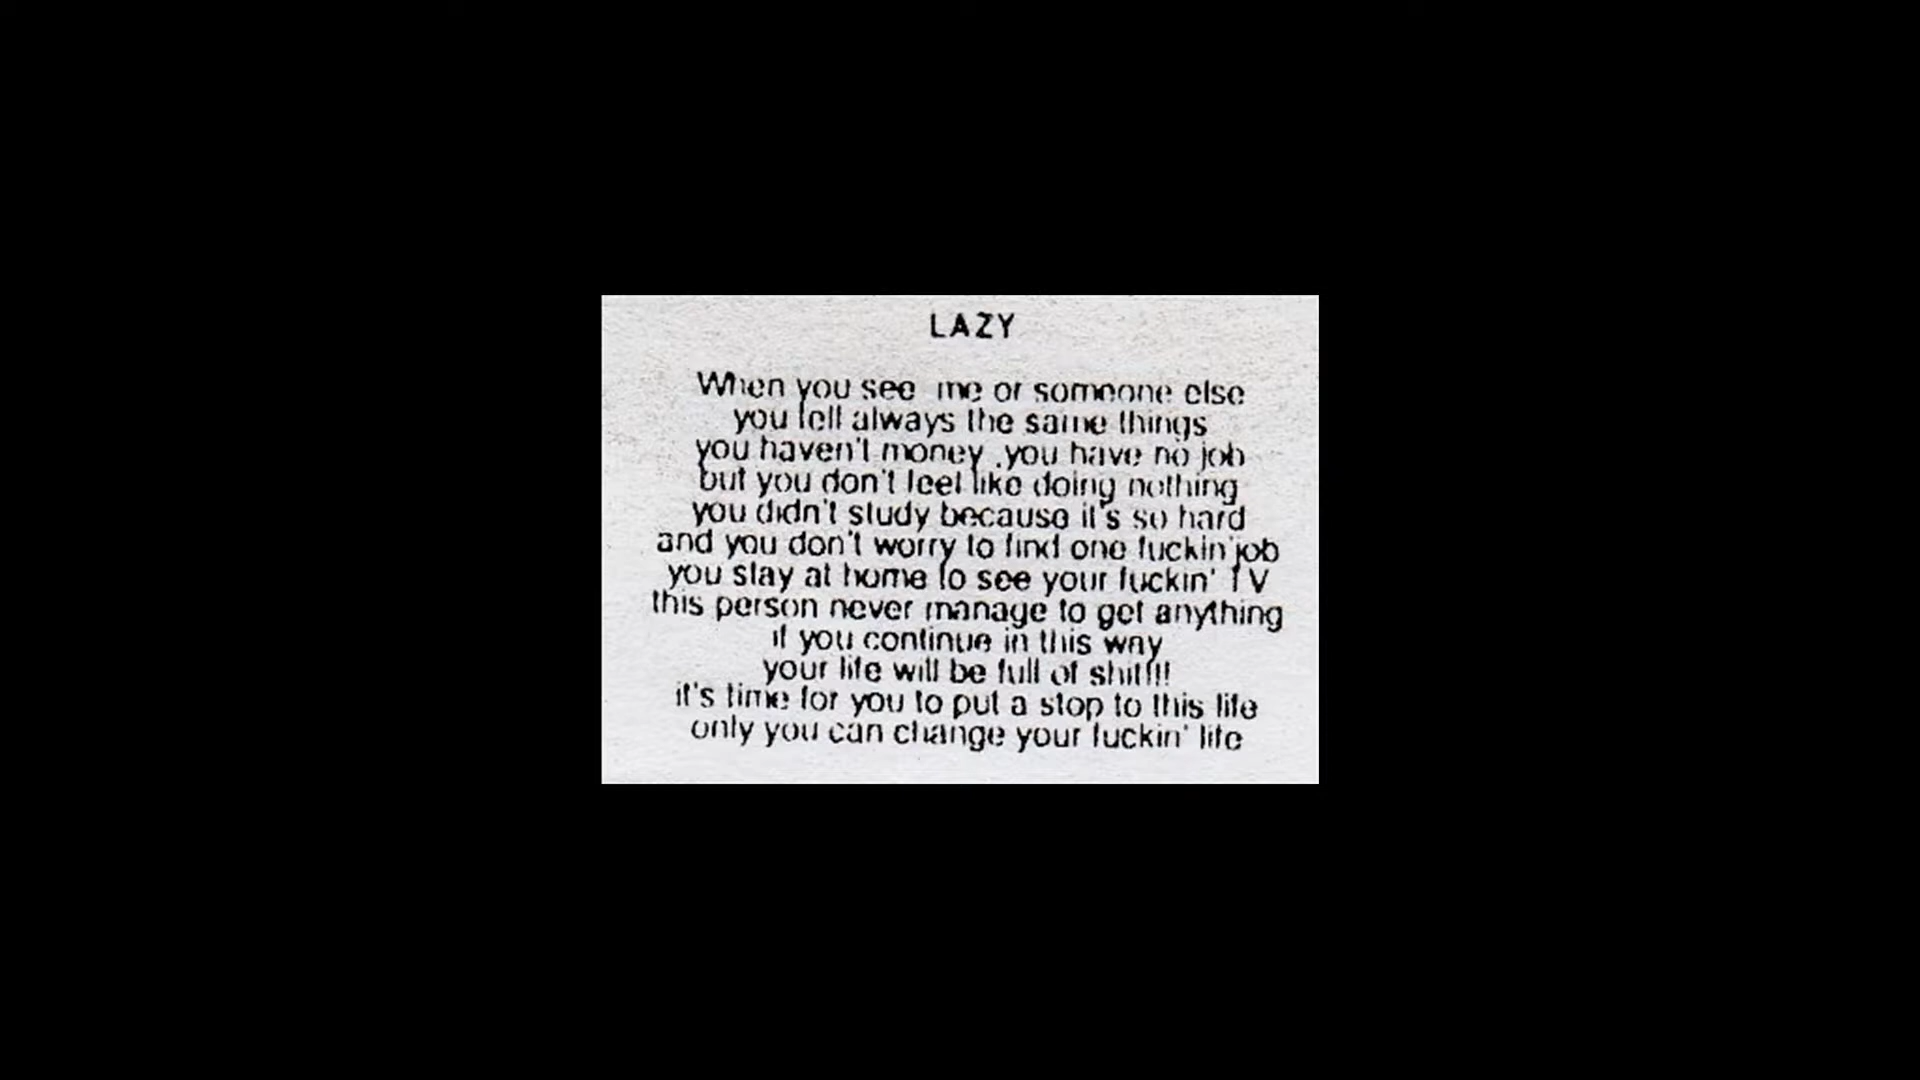 LAZY
When you see me or someone else
you tell always the same things
you haven't money .you have no job
but you don't feel like doing nothing
you didn't study because it's so hard
and you don't worry to find one fuckin'job
you stay at home to see your fuckin' TV
this person never manage to get anything
if you continue in this way
your life will be full of shit!!!
it's time for you to put a stop to this life
only you can change your fuckin' life